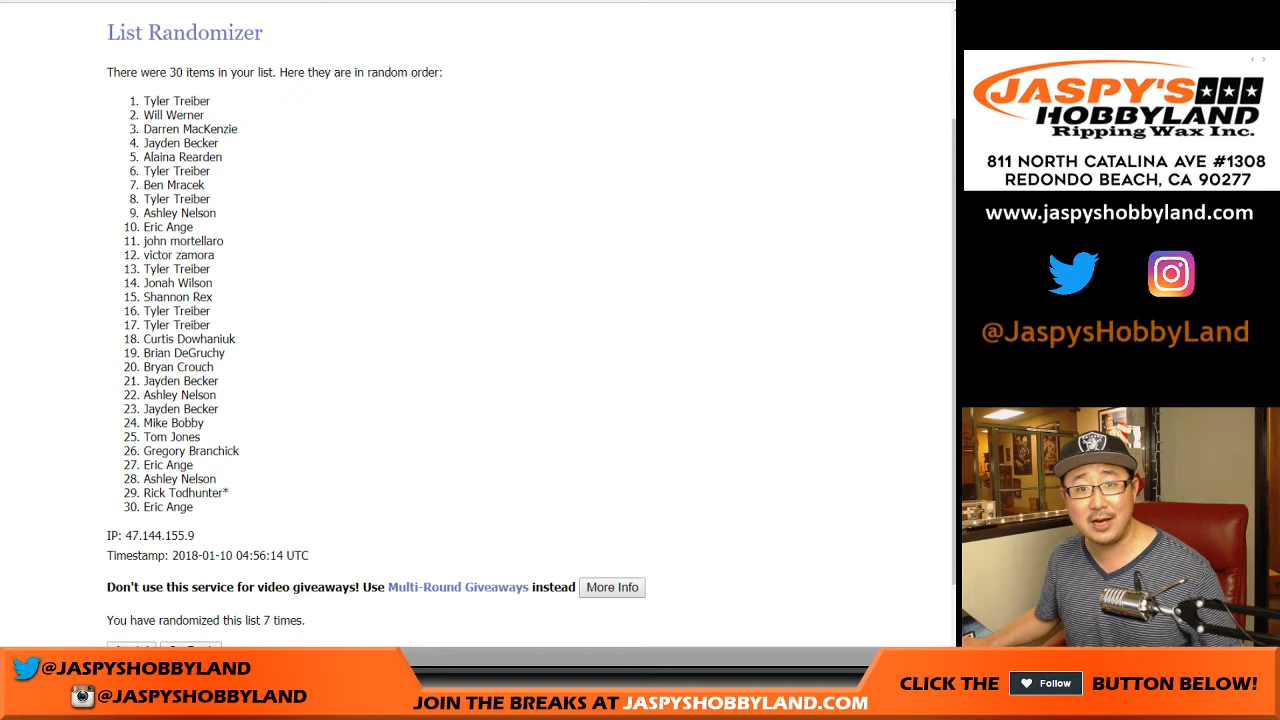 List Randomizer
There were 30 items in your list. Here they are in random order:
1. Tyler Treiber
2. Will Werner
3. Darren MacKenzie
4. Jayden Becker
5. Alaina Rearden
6. Tyler Treiber
7. Ben Mracek
8. Tyler Treiber
9. Ashley Nelson
10. Eric Ange
11. john mortellaro
12. victor zamora
13. Tyler Treiber
14. Jonah Wilson
15. Shannon Rex
16. Tyler Treiber
17. Tyler Treiber
18. Curtis Dowhaniuk
19. Brian DeGruchy
20. Bryan Crouch
21. Jayden Becker
22. Ashley Nelson
23. Jayden Becker
24. Mike Bobby
25. Tom Jones
26. Gregory Branchick
27. Eric Ange
28. Ashley Nelson
29. Rick Todhunter*
30. Eric Ange
IP: 47.144.155.9
Timestamp: 2018-01-10 04:56:14 UTC
Don't use this service for video giveaways! Use Multi-Round Giveaways instead More Info
You have randomized this list 7 times.
JASPY'S
HOBBYLAND
Ripping Wax Inc.
811 NORTH CATALINA AVE #1308
REDONDO BEACH, CA 90277
www.jaspyshobbyland.com
@JaspysHobbyLand
@JASPYSHOBBYLAND
@JASPYSHOBBYLAND
JOIN THE BREAKS AT JASPYSHOBBYLAND.COM
CLICK THE Follow BUTTON BELOW!